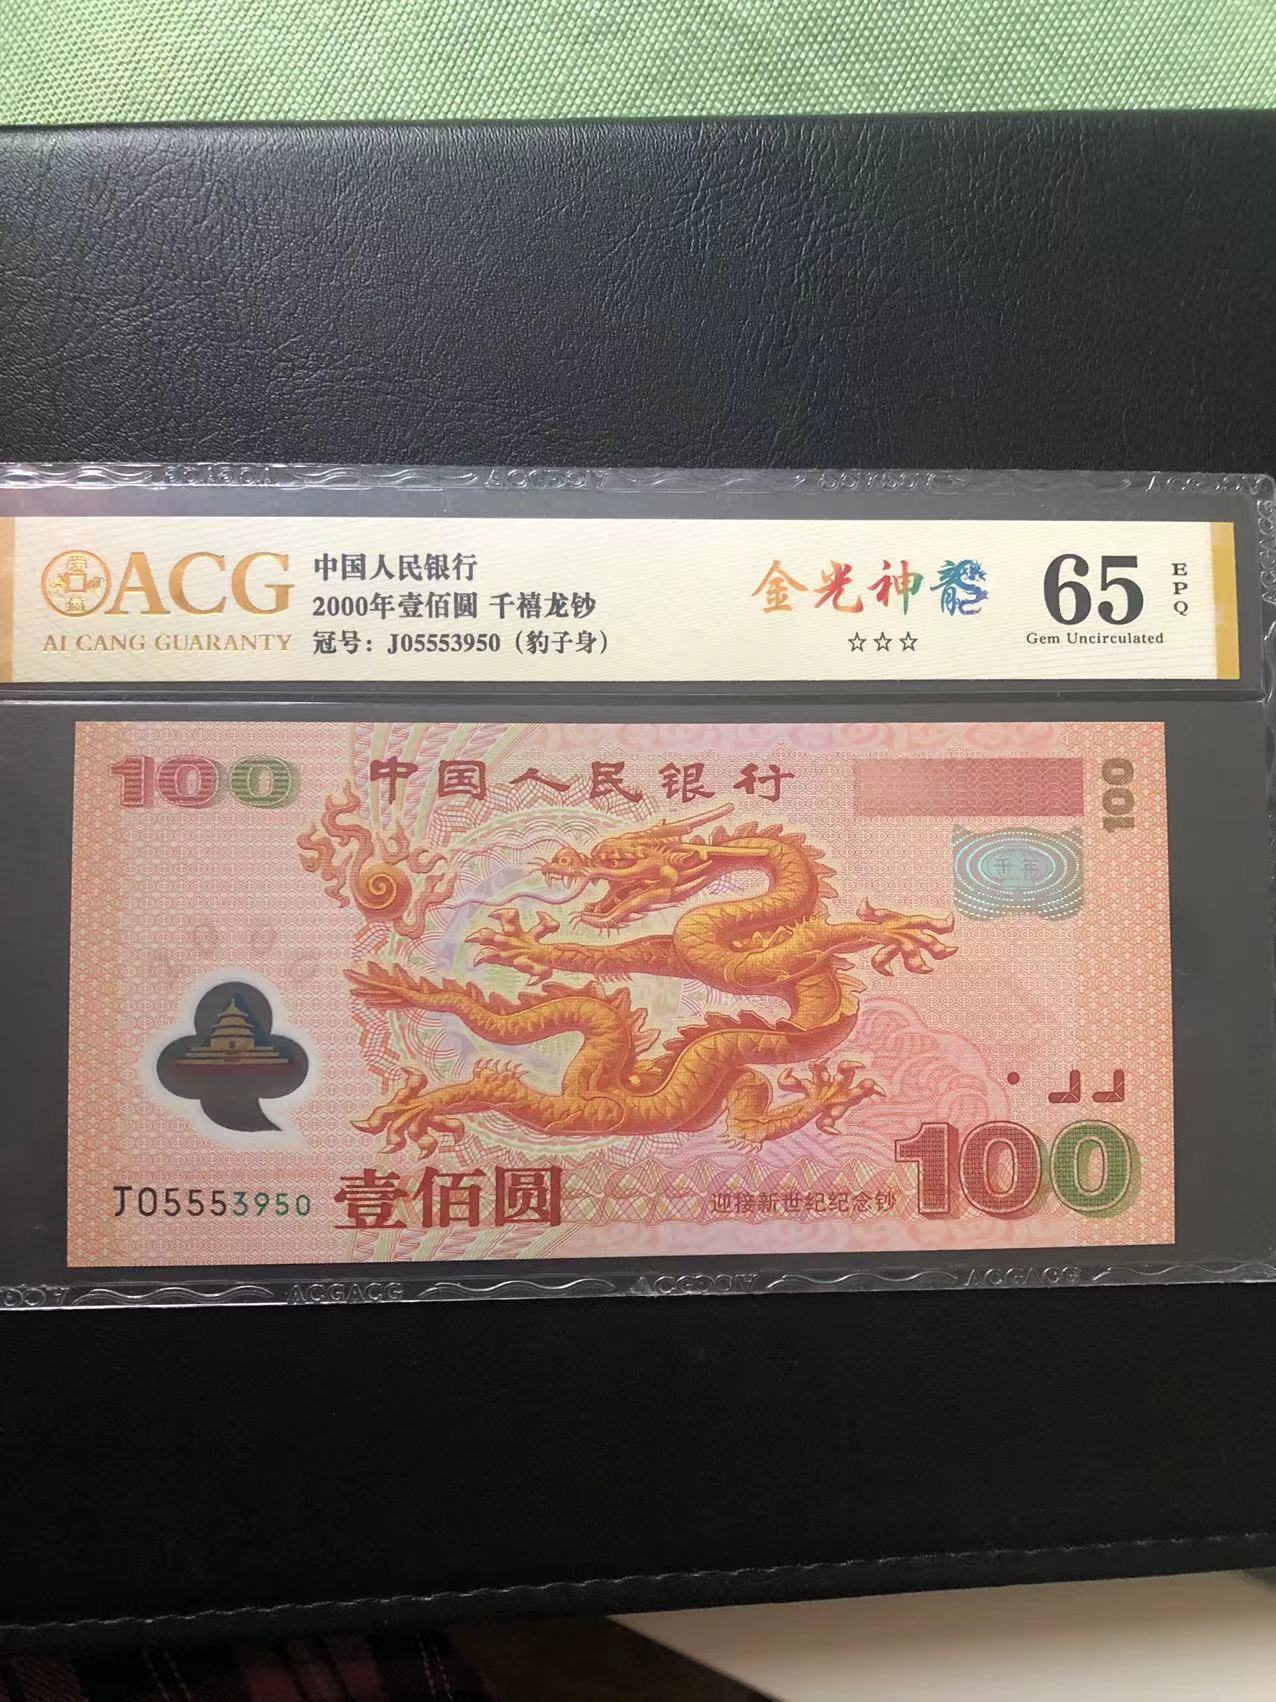 ACG
AI CANG GUARANTY
中国人民银行
2000年壹佰圆 千禧龙钞
冠号：J05553950（豹子身）
金光神龍
☆☆☆
65
EPQ
Gem Uncirculated
100
中国人民银行
100
J05553950
壹佰圆
迎接新世纪纪念钞
100